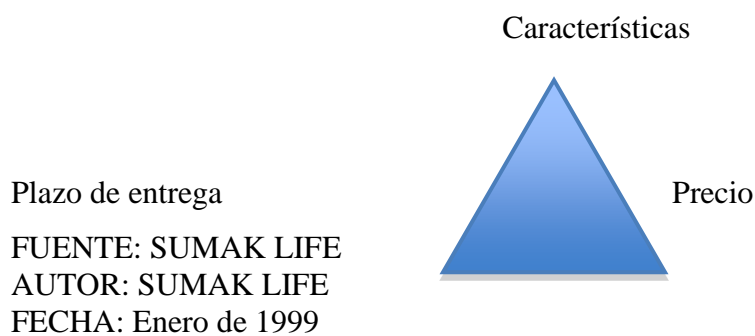 Características
Plazo de entrega
Precio
FUENTE: SUMAK LIFE
AUTOR: SUMAK LIFE
FECHA: Enero de 1999